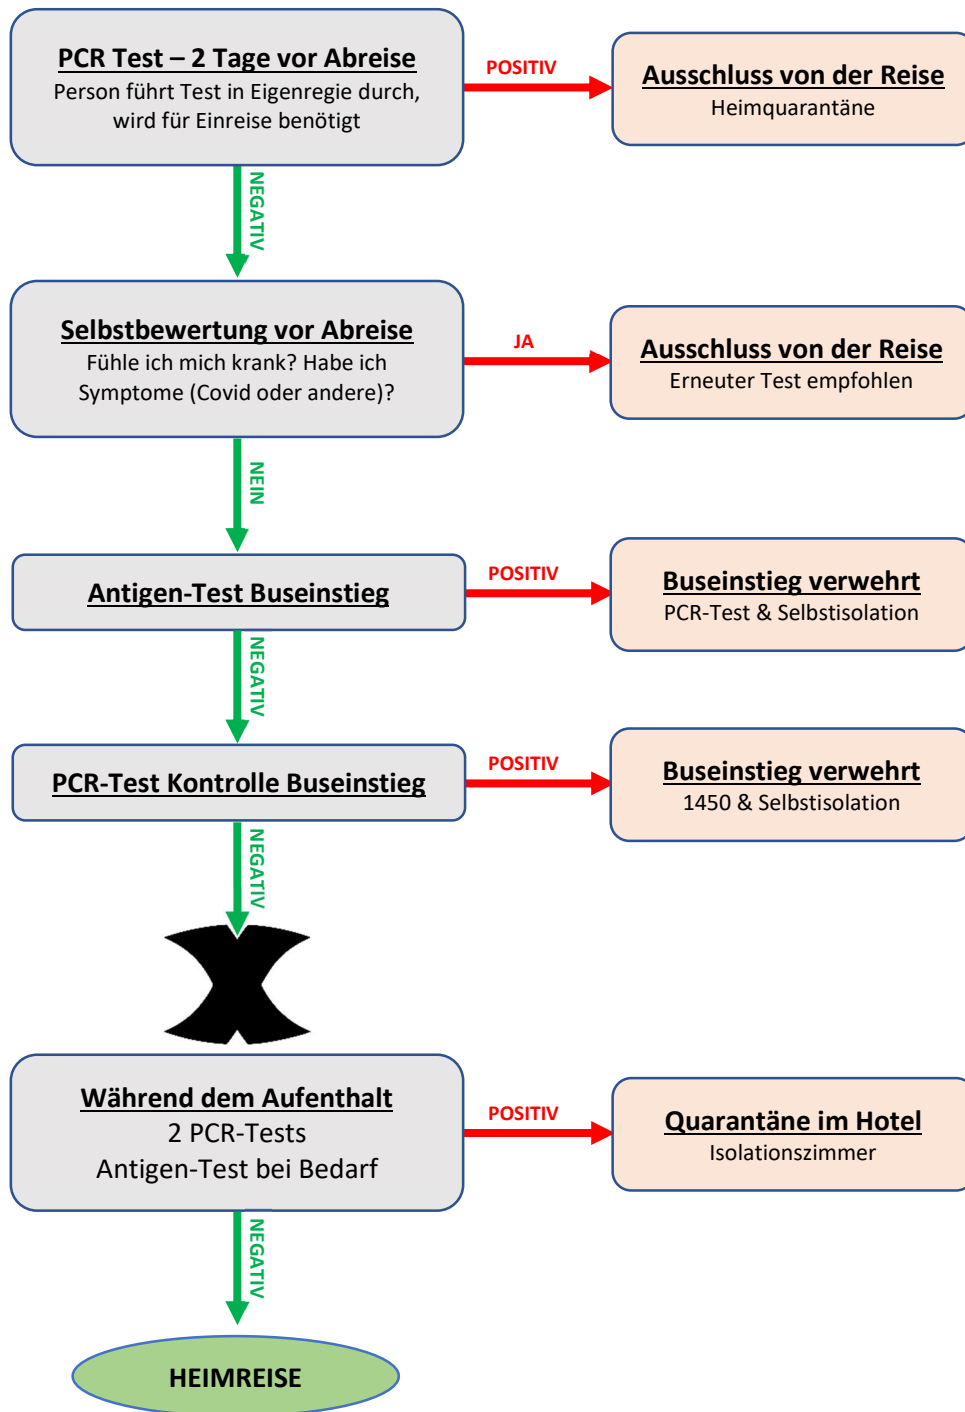 PCR Test – 2 Tage vor Abreise
Person führt Test in Eigenregie durch,
wird für Einreise benötigt
POSITIV
Ausschluss von der Reise
Heimquarantäne
NEGATIV
Selbstbewertung vor Abreise
Fühle ich mich krank? Habe ich
Symptome (Covid oder andere)?
JA
Ausschluss von der Reise
Erneuter Test empfohlen
NEIN
Antigen-Test Buseinstieg
POSITIV
Buseinstieg verwehrt
PCR-Test & Selbstisolation
NEGATIV
PCR-Test Kontrolle Buseinstieg
POSITIV
Buseinstieg verwehrt
1450 & Selbstisolation
NEGATIV
Während dem Aufenthalt
2 PCR-Tests
Antigen-Test bei Bedarf
POSITIV
Quarantäne im Hotel
Isolationszimmer
NEGATIV
HEIMREISE